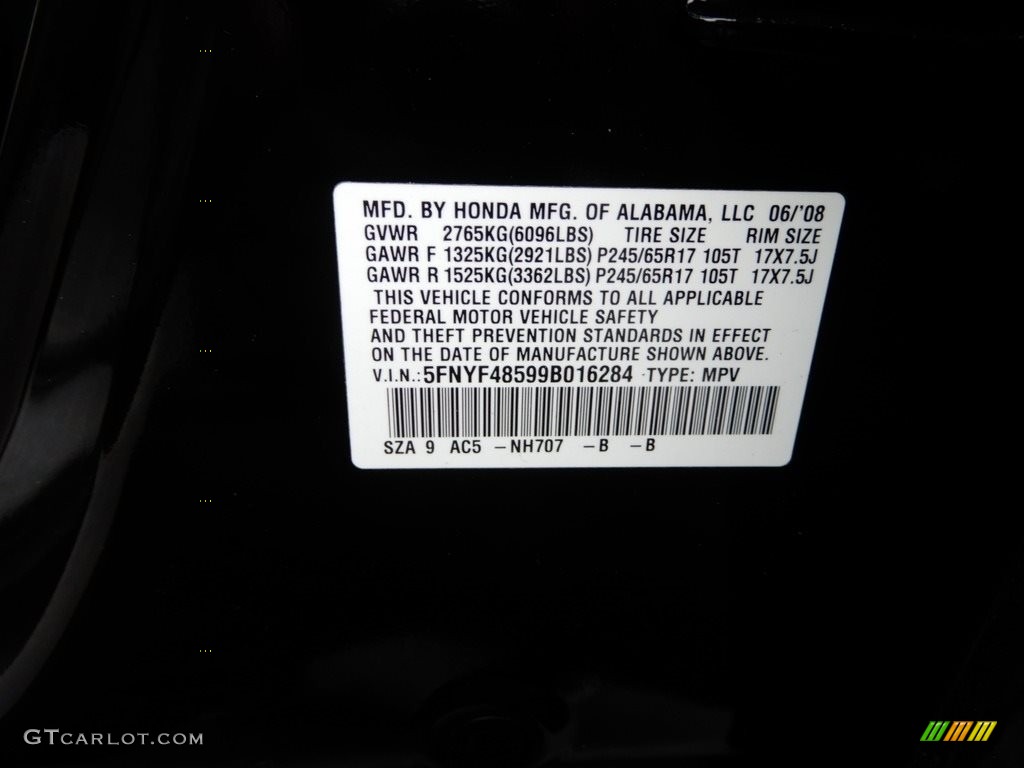 MFD. BY HONDA MFG. OF ALABAMA, LLC 06/'08
GVWR 2765KG(6096LBS) TIRE SIZE RIM SIZE
GAWR F 1325KG(2921LBS) P245/65R17 105T 17X7.5J
GAWR R 1525KG(3362LBS) P245/65R17 105T 17X7.5J
THIS VEHICLE CONFORMS TO ALL APPLICABLE
FEDERAL MOTOR VEHICLE SAFETY
AND THEFT PREVENTION STANDARDS IN EFFECT
ON THE DATE OF MANUFACTURE SHOWN ABOVE.
V.I.N.: 5FNYF48599B016284 TYPE: MPV
SZA 9 AC5 -NH707 -B -B
GTCARLOT.COM